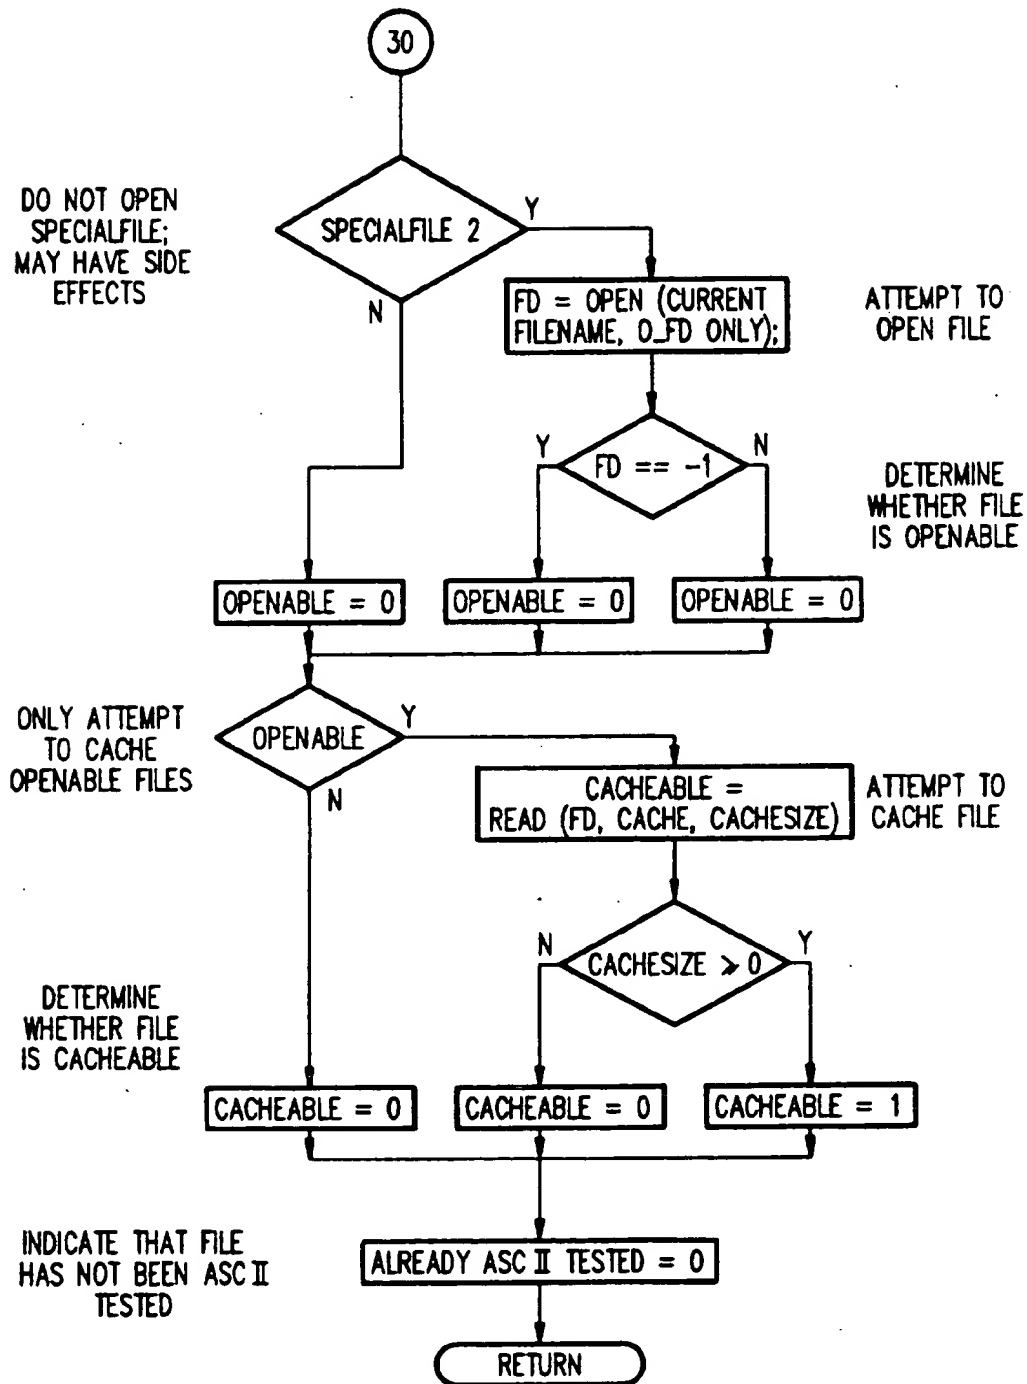 30
DO NOT OPEN
SPECIALFILE;
MAY HAVE SIDE
EFFECTS
SPECIALFILE 2
Y
N
FD = OPEN (CURRENT
FILENAME, O_FD ONLY);
ATTEMPT TO
OPEN FILE
Y
FD == -1
N
DETERMINE
WHETHER FILE
IS OPENABLE
OPENABLE = 0
OPENABLE = 0
OPENABLE = 0
ONLY ATTEMPT
TO CACHE
OPENABLE FILES
OPENABLE
Y
N
CACHEABLE =
READ (FD, CACHE, CACHESIZE)
ATTEMPT TO
CACHE FILE
N
CACHESIZE ⩾ 0
Y
DETERMINE
WHETHER FILE
IS CACHEABLE
CACHEABLE = 0
CACHEABLE = 0
CACHEABLE = 1
INDICATE THAT FILE
HAS NOT BEEN ASC II
TESTED
ALREADY ASC II TESTED = 0
RETURN